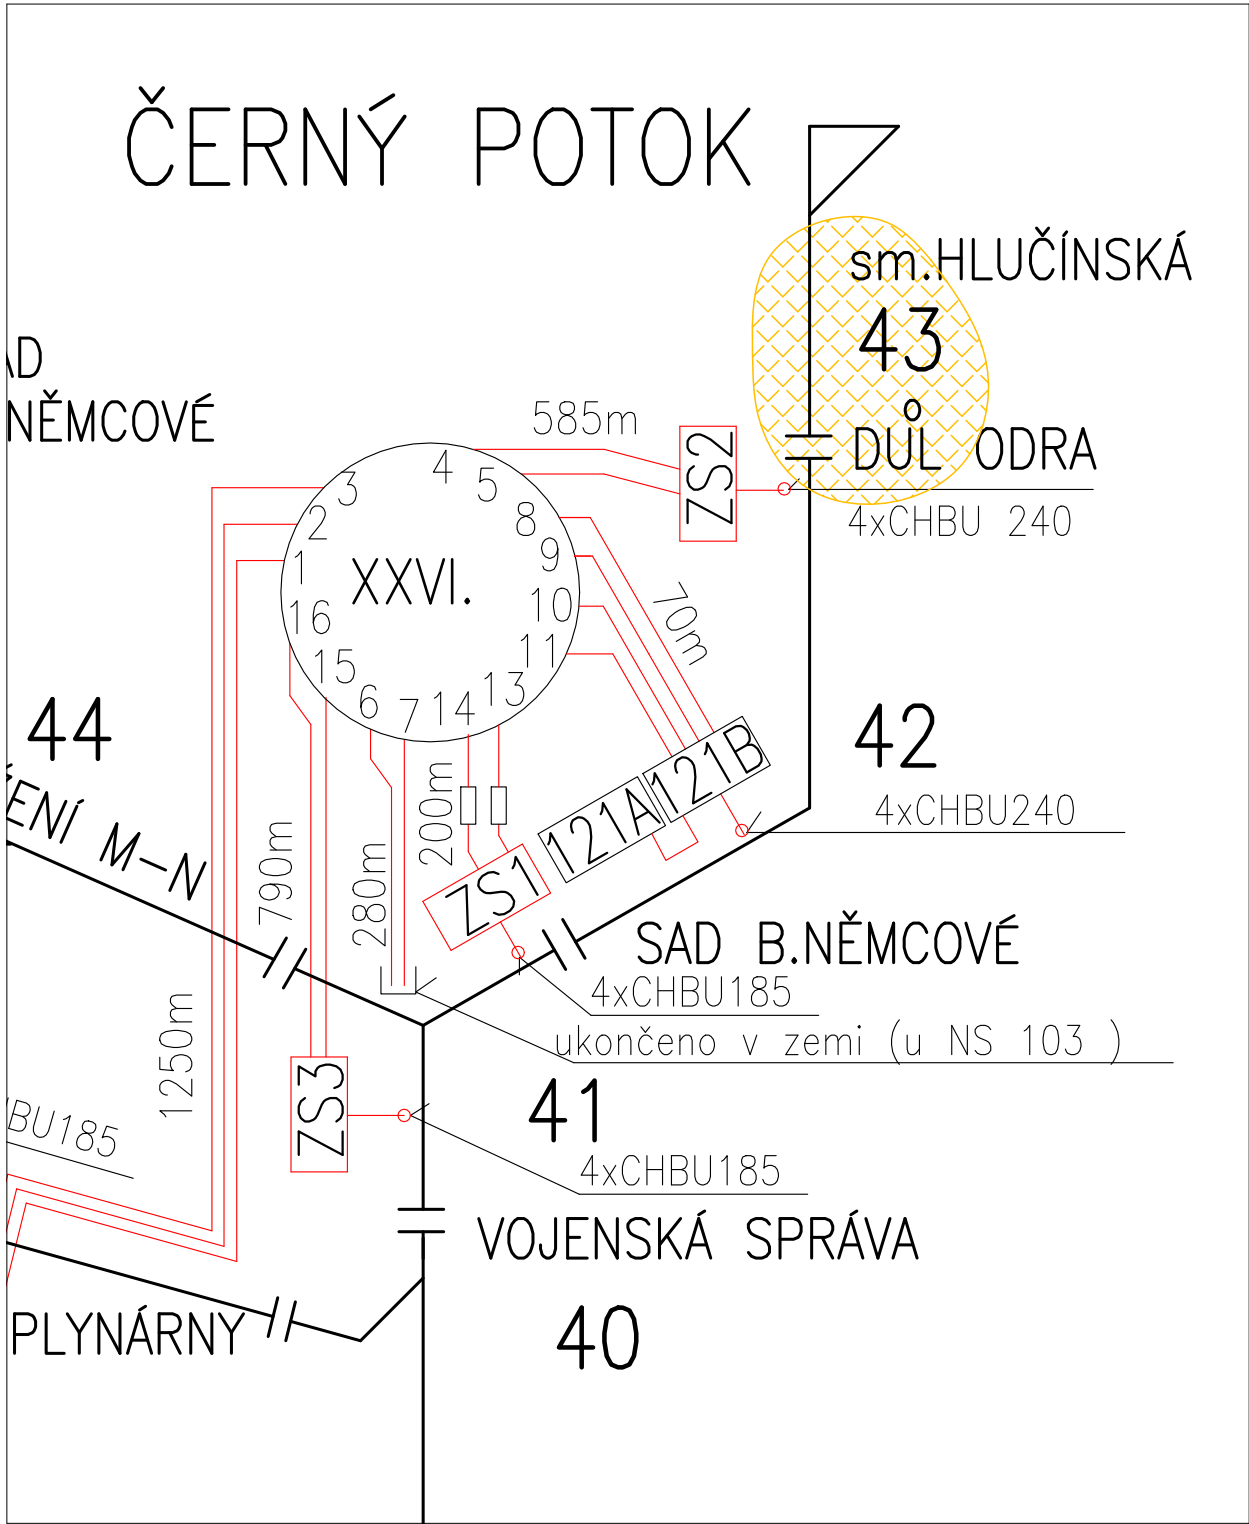 ČERNÝ POTOK
sm.HLUČÍNSKÁ
43
DŮL ODRA
4xCHBU 240
NĚMCOVÉ
585m
ZS2
XXVI.
1
2
3
4
5
8
9
10
11
13
14
7
6
15
16
70m
44
42
4xCHBU240
M-N
121A
121B
200m
280m
790m
1250m
ZS1
SAD B.NĚMCOVÉ
4xCHBU185
ukončeno v zemi (u NS 103 )
ZS3
41
4xCHBU185
VOJENSKÁ SPRÁVA
PLYNÁRNY
40